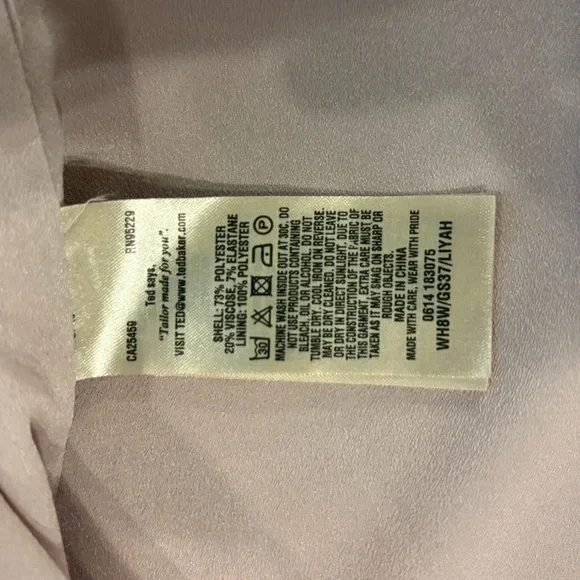 CA25459 RN95229
Ted says,
"Tailor made for you".
VISIT TED@www.tedbaker.com
SHELL: 73% POLYESTER
20% VISCOSE, 7% ELASTANE
LINING: 100% POLYESTER
30 P
MACHINE WASH INSIDE OUT AT 30C. DO
NOT USE PRODUCTS CONTAINING
BLEACH, OIL OR ALCOHOL. DO NOT
TUMBLE DRY. COOL IRON ON REVERSE.
MAY BE DRY CLEANED. DO NOT LEAVE
OR DRY IN DIRECT SUNLIGHT. DUE TO
THE CONSTRUCTION OF THE FABRIC OF
THIS GARMENT, EXTRA CARE MUST BE
TAKEN AS IT MAY SNAG ON SHARP OR
ROUGH OBJECTS.
MADE IN CHINA
MADE WITH CARE, WEAR WITH PRIDE
0614 183075
WH8W/GS37/LIYAH